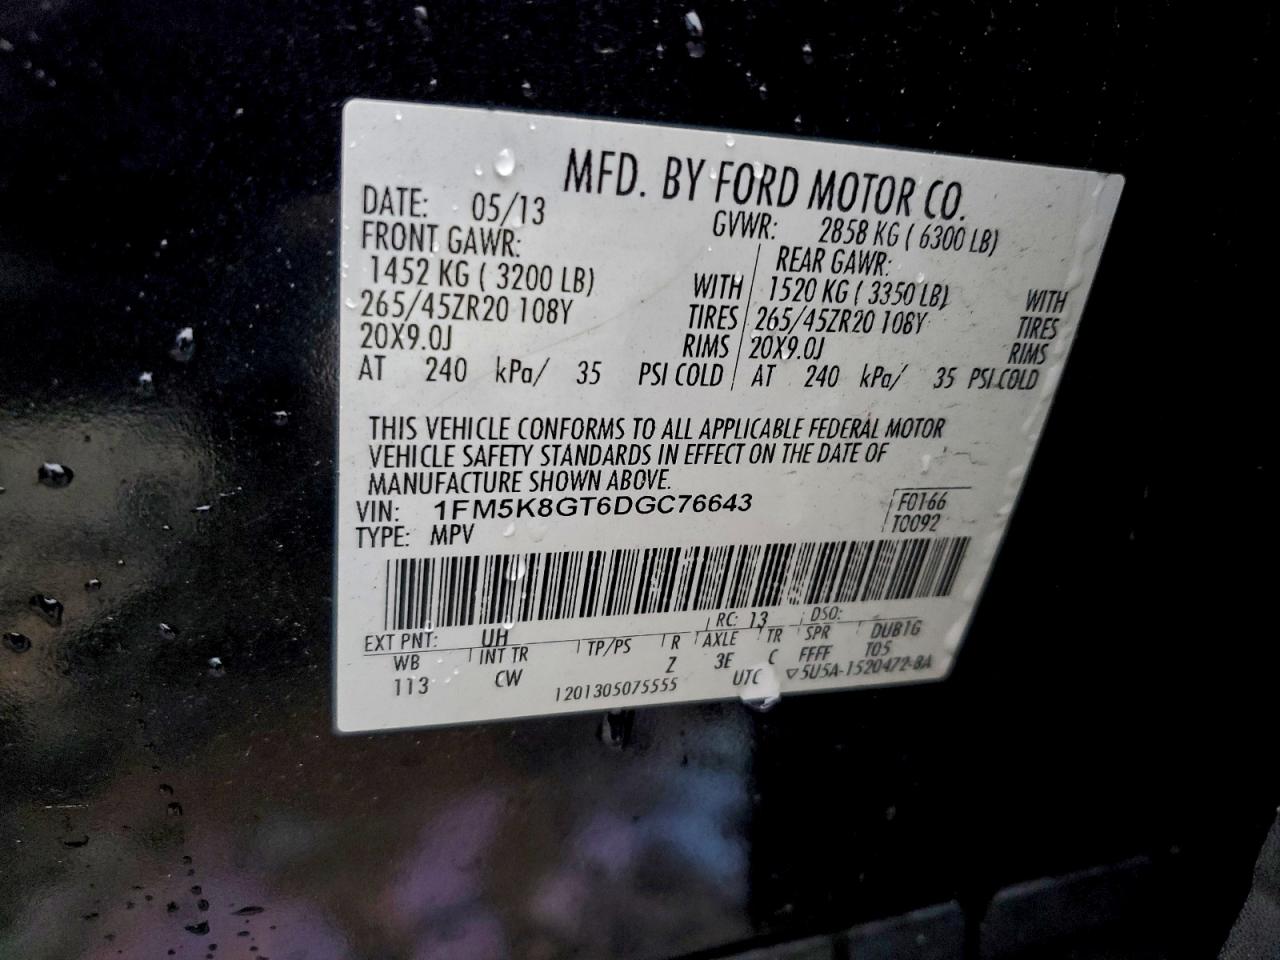 MFD. BY FORD MOTOR CO.
DATE: 05/13 GVWR: 2858 KG ( 6300 LB)
FRONT GAWR: REAR GAWR:
1452 KG ( 3200 LB) WITH 1520 KG ( 3350 LB) WITH
265/45ZR20 108Y TIRES 265/45ZR20 108Y TIRES
20X9.0J RIMS 20X9.0J RIMS
AT 240 kPa/ 35 PSI COLD AT 240 kPa/ 35 PSI COLD
THIS VEHICLE CONFORMS TO ALL APPLICABLE FEDERAL MOTOR
VEHICLE SAFETY STANDARDS IN EFFECT ON THE DATE OF
MANUFACTURE SHOWN ABOVE.
VIN: 1FM5K8GT6DGC76643 F0166
TYPE: MPV T0092
EXT PNT: UH RC: 13 DSO:
WB INT TR TP/PS R AXLE TR SPR DUB1G
113 CW Z 3E C FFFF T05
1201305075555 UTC ▽5U5A-1520472-BA